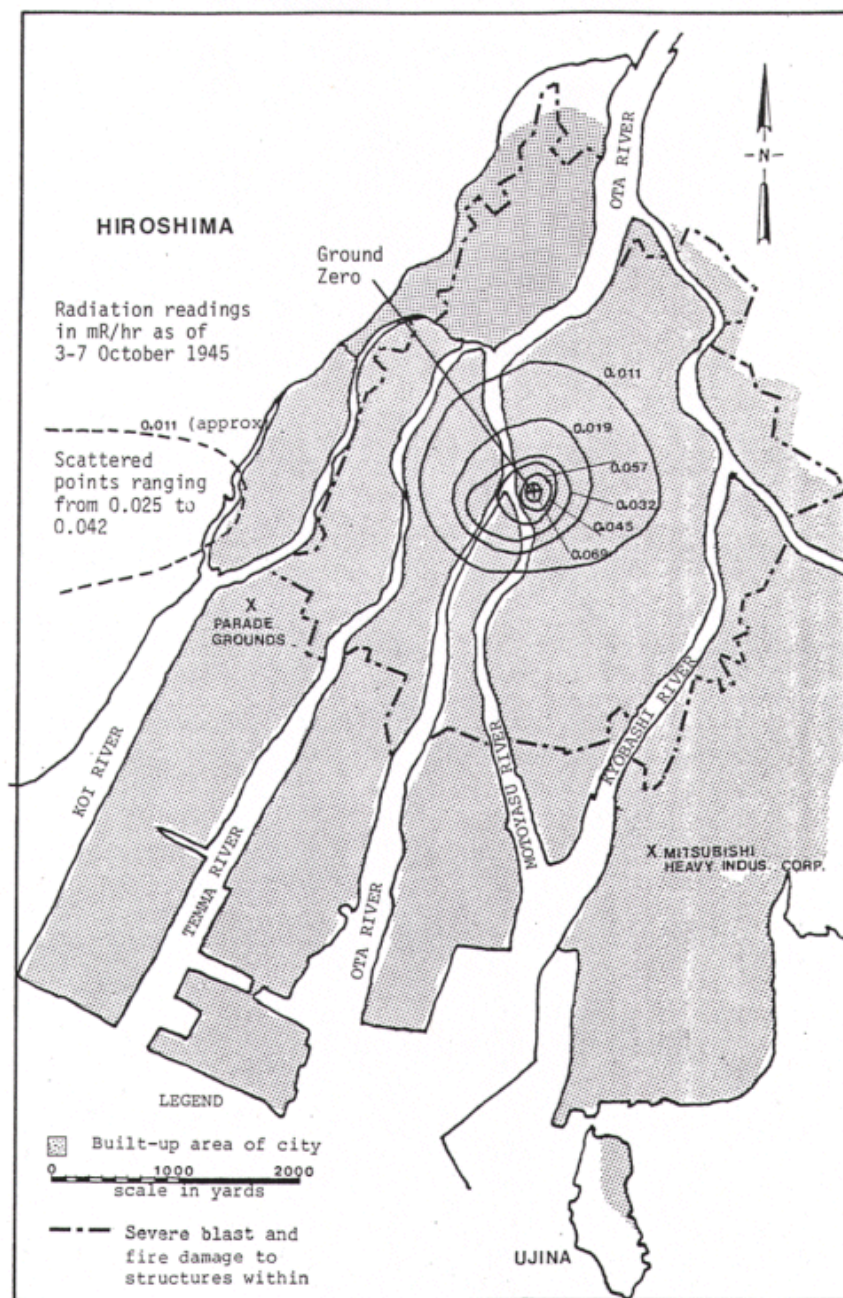 OTA RIVER
N
HIROSHIMA
Ground
Zero
Radiation readings
in mR/hr as of
3-7 October 1945
0.011
0.011 (approx)
0.019
Scattered
points ranging
from 0.025 to
0.042
0.057
0.032
0.045
0.069
X
PARADE
GROUNDS
KOI RIVER
TEMMA RIVER
OTA RIVER
MOTOYASU RIVER
KYOBASHI RIVER
X MITSUBISHI
HEAVY INDUS. CORP.
LEGEND
Built-up area of city
0 1000 2000
scale in yards
Severe blast and
fire damage to
structures within
UJINA